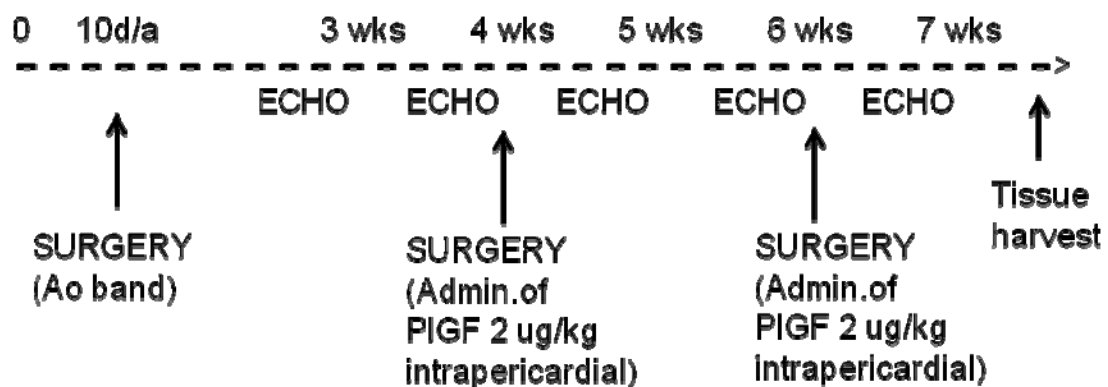 0 10d/a 3 wks 4 wks 5 wks 6 wks 7 wks
ECHO ECHO ECHO ECHO ECHO
SURGERY
(Ao band)
SURGERY
(Admin.of
PlGF 2 ug/kg
intrapericardial)
SURGERY
(Admin.of
PlGF 2 ug/kg
intrapericardial)
Tissue
harvest